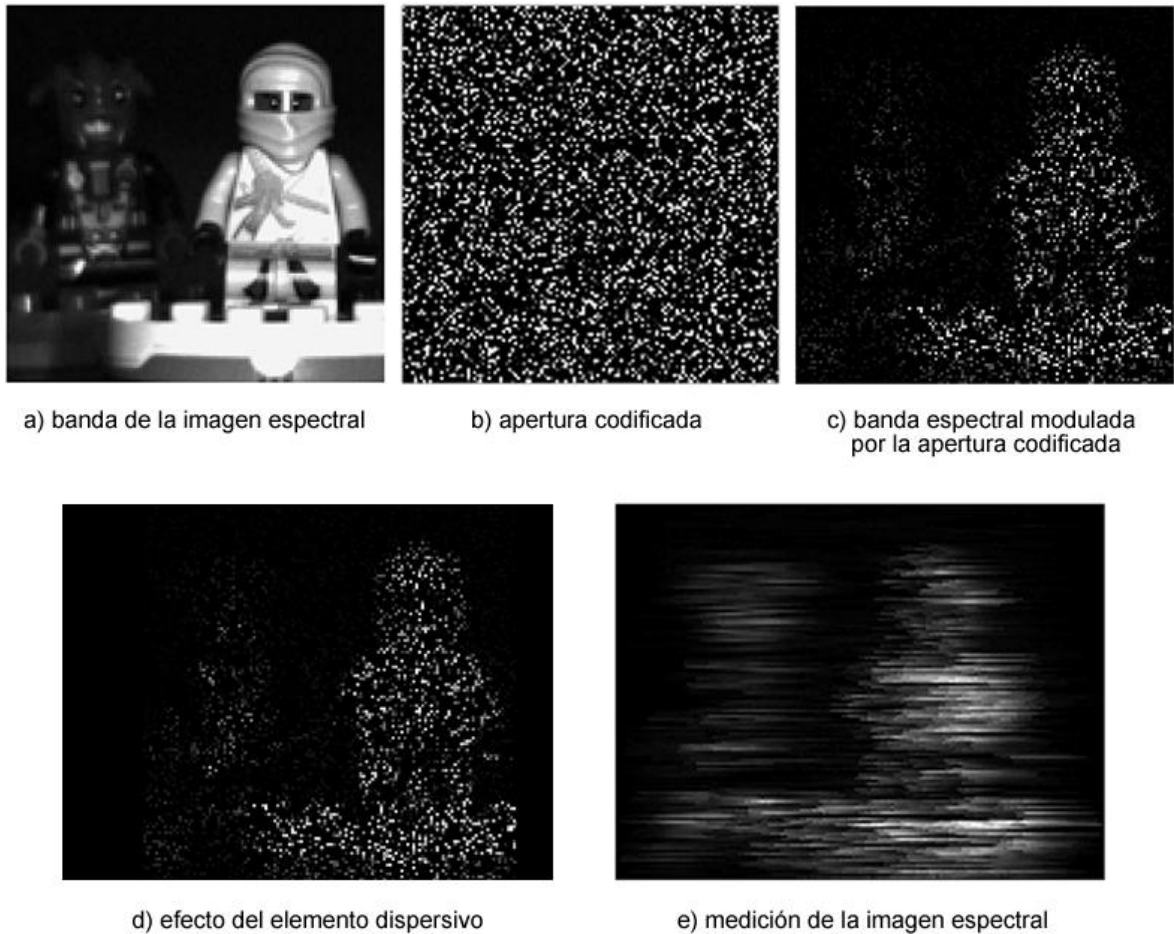 a) banda de la imagen espectral
b) apertura codificada
c) banda espectral modulada
por la apertura codificada
d) efecto del elemento dispersivo
e) medición de la imagen espectral